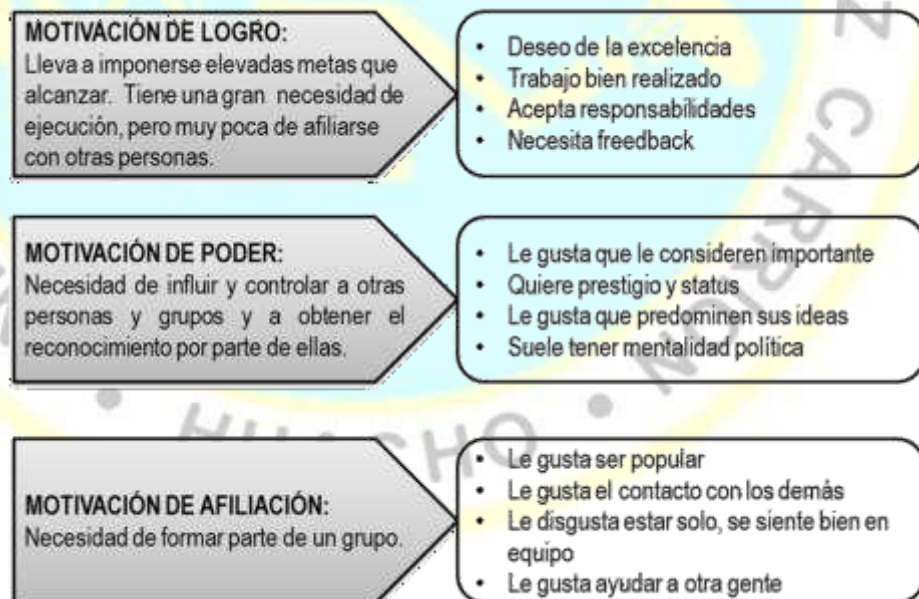 MOTIVACIÓN DE LOGRO:
Lleva a imponerse elevadas metas que
alcanzar. Tiene una gran necesidad de
ejecución, pero muy poca de afiliarse
con otras personas.
• Deseo de la excelencia
• Trabajo bien realizado
• Acepta responsabilidades
• Necesita freedback
MOTIVACIÓN DE PODER:
Necesidad de influir y controlar a otras
personas y grupos y a obtener el
reconocimiento por parte de ellas.
• Le gusta que le consideren importante
• Quiere prestigio y status
• Le gusta que predominen sus ideas
• Suele tener mentalidad política
MOTIVACIÓN DE AFILIACIÓN:
Necesidad de formar parte de un grupo.
• Le gusta ser popular
• Le gusta el contacto con los demás
• Le disgusta estar solo, se siente bien en
equipo
• Le gusta ayudar a otra gente
Z CARRION